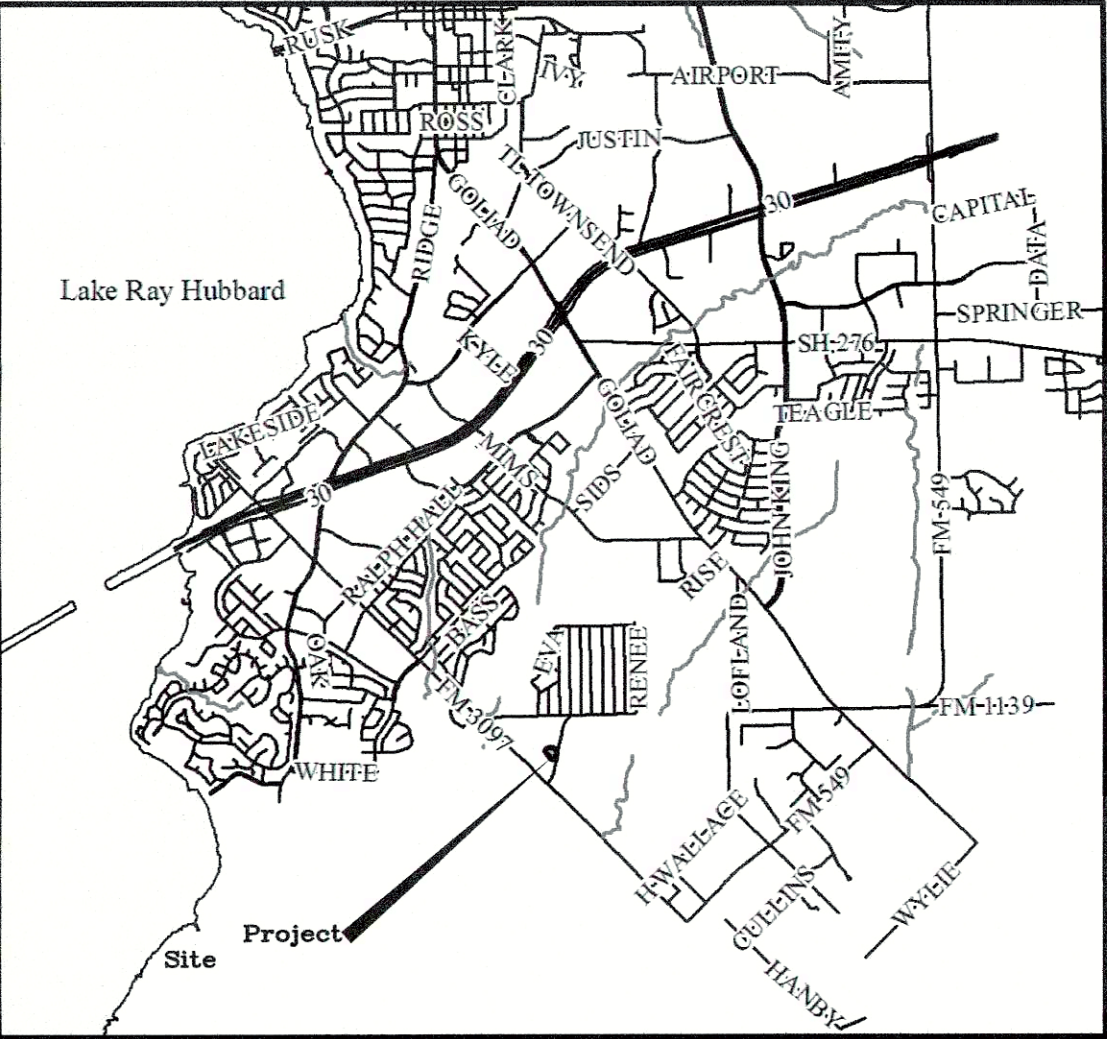 RUSK
CLARK
IVY
AIRPORT
AMITY
ROSS
JUSTIN
TL TOWNSEND
GOLIAD
RIDGE
30
CAPITAL
DATA
Lake Ray Hubbard
SPRINGER
KYLE
30
SH-276
FAIRCREST
GOLIAD
TEAGLE
LAKESIDE
MIMS
SIDS
JOHN KING
FM-549
30
RALPH HALL
RISE
BASS
OAK
EVA
RENEE
LOFLAND
FM-3097
FM-1139
WHITE
H WALLACE
FM-549
CULLINS
WYLIE
Project
Site
HANBY